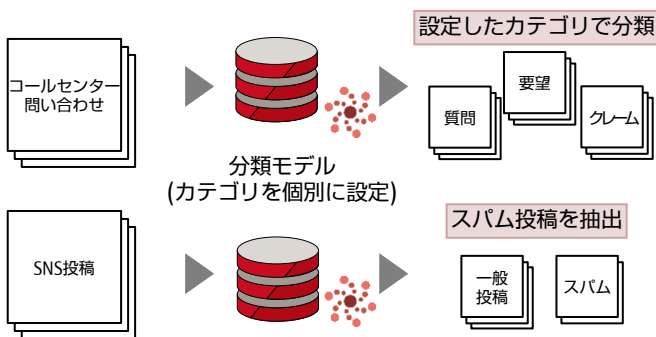 設定したカテゴリで分類
コールセンター
問い合わせ
質問
要望
クレーム
分類モデル
(カテゴリを個別に設定)
スパム投稿を抽出
SNS投稿
一般
投稿
スパム